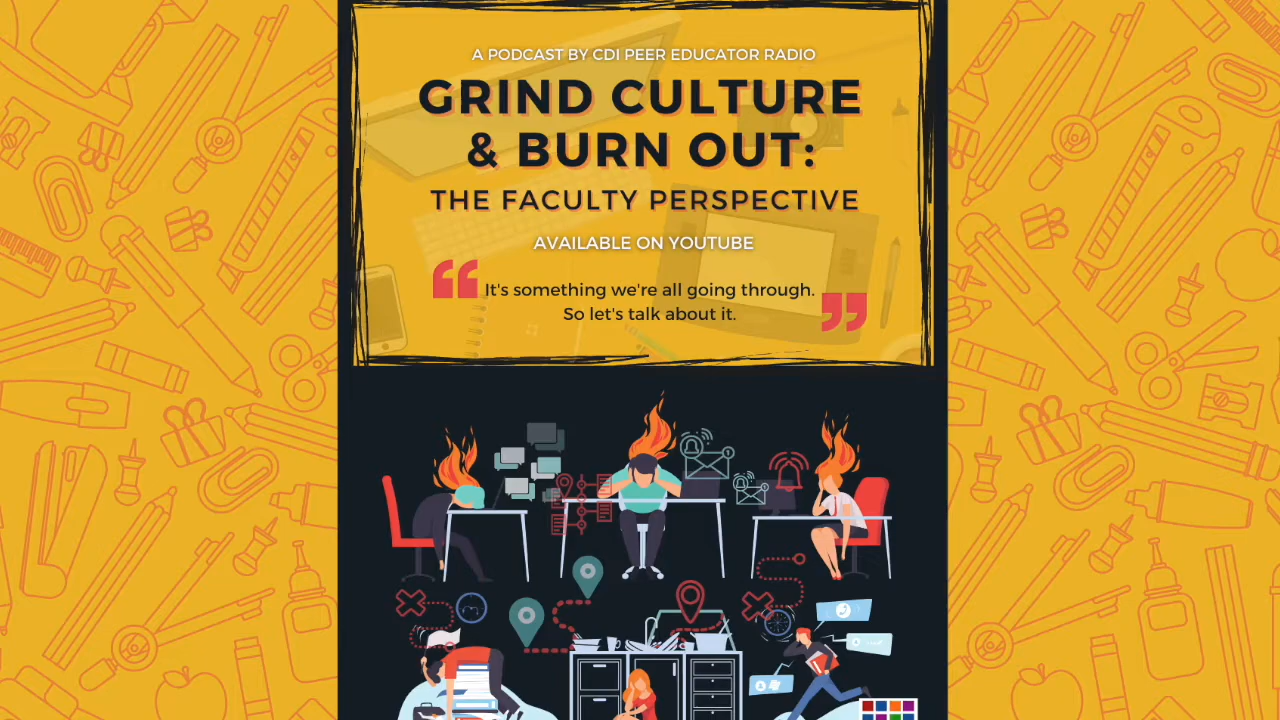 A PODCAST BY CDI PEER EDUCATOR RADIO
GRIND CULTURE
& BURN OUT:
THE FACULTY PERSPECTIVE
AVAILABLE ON YOUTUBE
“It's something we're all going through.
So let's talk about it.”